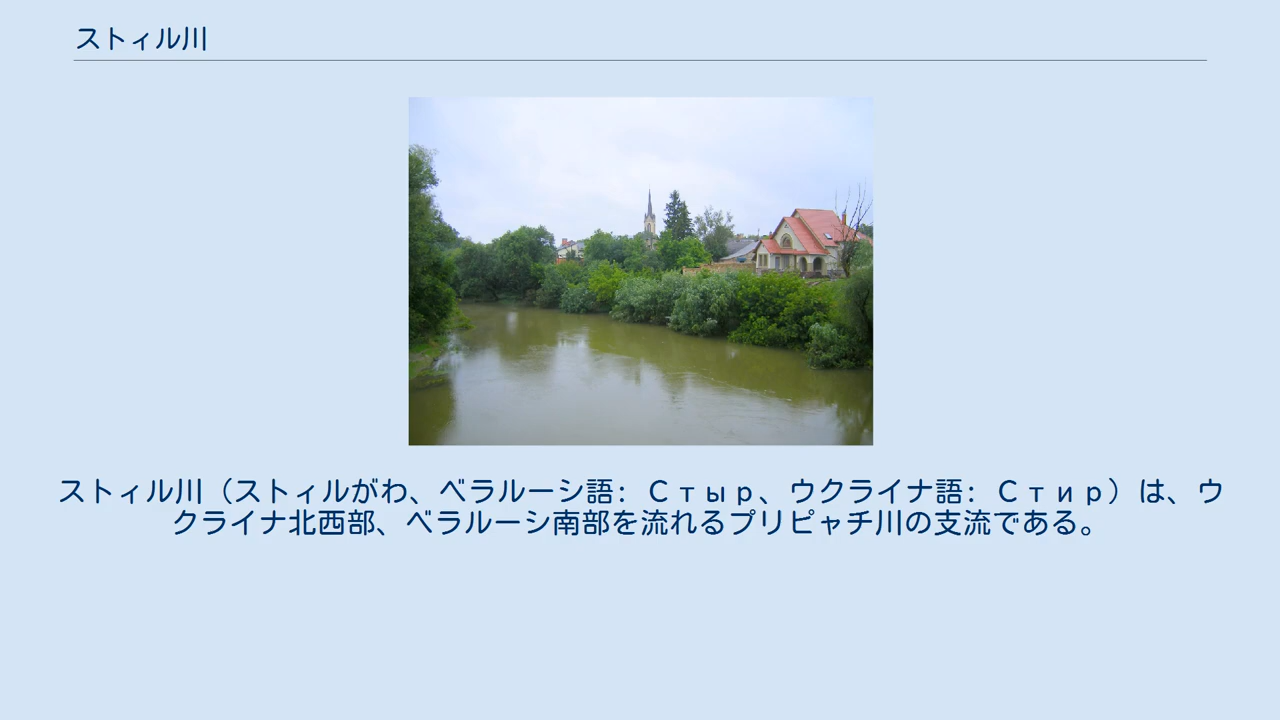 ストィル川
ストィル川（ストィルがわ、ベラルーシ語: Стыр、ウクライナ語: Стир）は、ウ
クライナ北西部、ベラルーシ南部を流れるプリピャチ川の支流である。